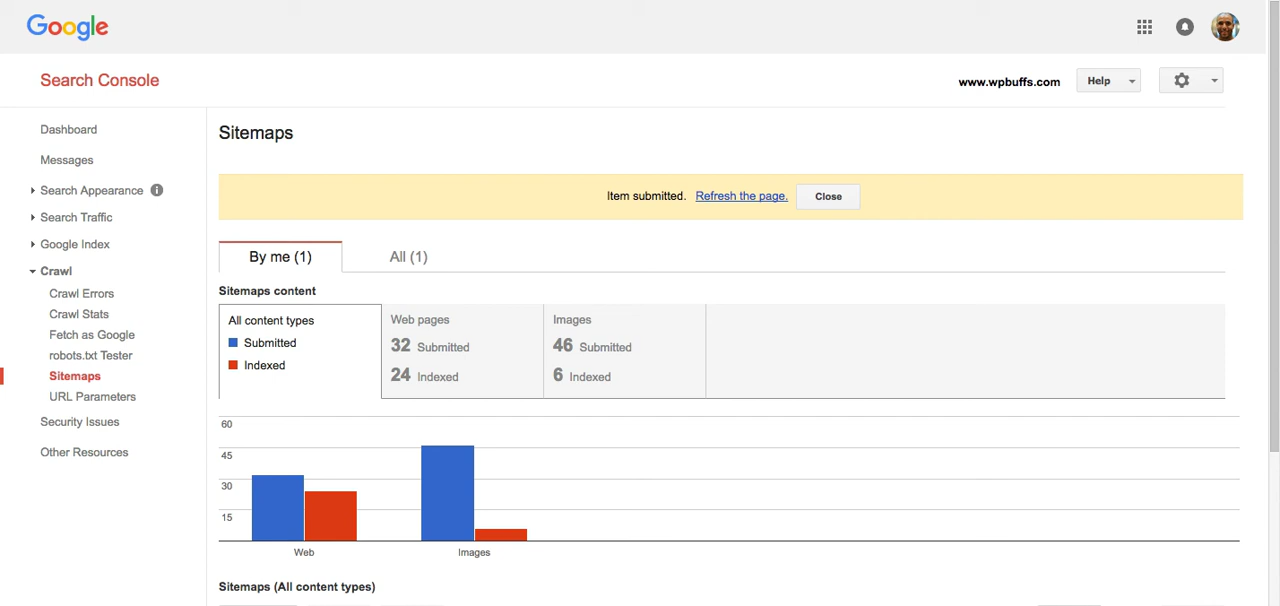 Google
Search Console
www.wpbuffs.com Help
Dashboard
Messages
Search Appearance i
Search Traffic
Google Index
Crawl
Crawl Errors
Crawl Stats
Fetch as Google
robots.txt Tester
Sitemaps
URL Parameters
Security Issues
Other Resources
Sitemaps
Item submitted. Refresh the page. Close
By me (1) All (1)
Sitemaps content
All content types
Submitted
Indexed
Web pages
32 Submitted
24 Indexed
Images
46 Submitted
6 Indexed
60
45
30
15
Web Images
Sitemaps (All content types)